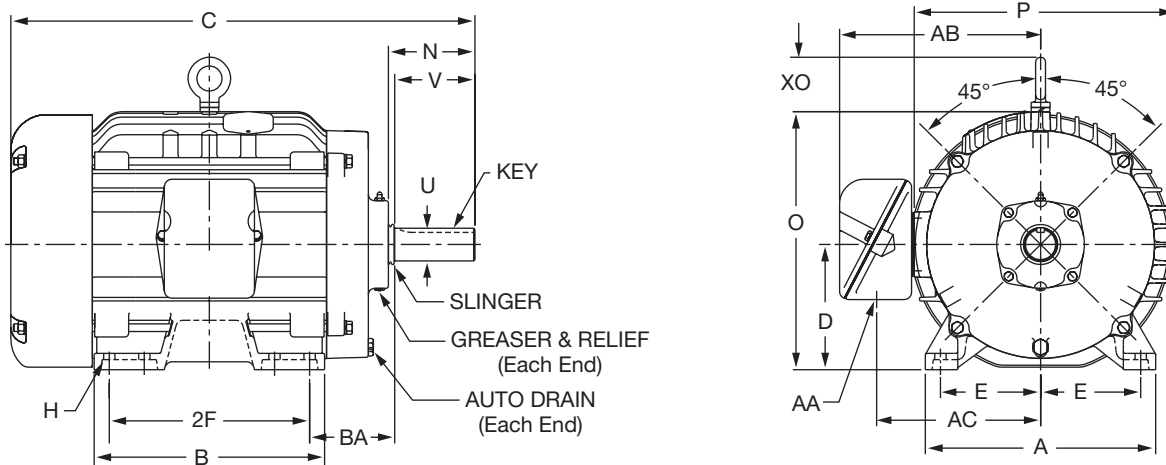 C
N
V
U
KEY
SLINGER
GREASER & RELIEF
(Each End)
AUTO DRAIN
(Each End)
H
2F
BA
B
P
AB
XO
45°
45°
O
D
AA
AC
E
E
A